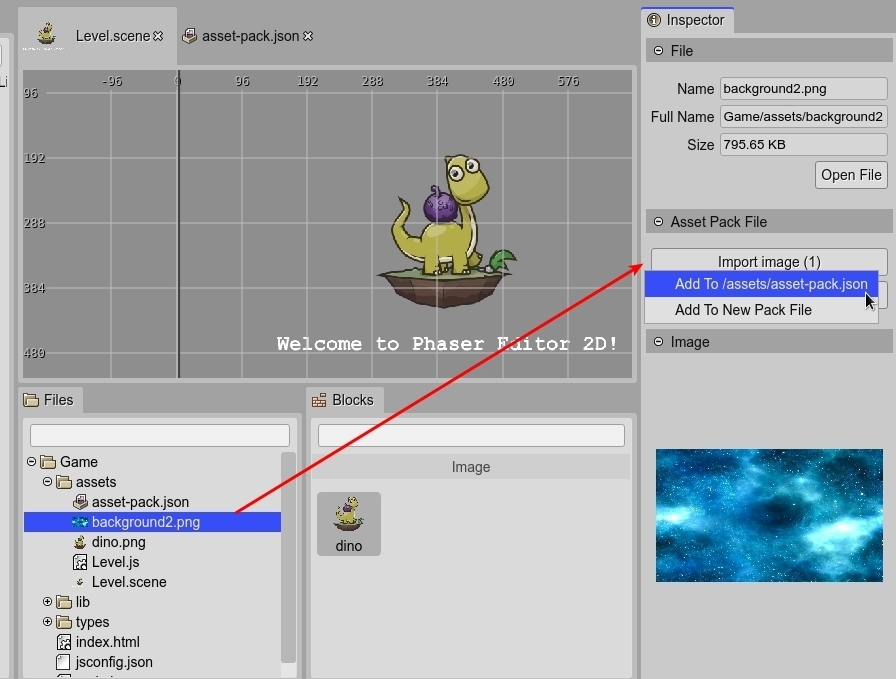 Level.scene
asset-pack.json
Inspector
Li
-96 0 96 192 288 384 480 576
96
192
288
384
480
Welcome to Phaser Editor 2D!
File
Name background2.png
Full Name Game/assets/background2
Size 795.65 KB
Open File
Asset Pack File
Import image (1)
Add To /assets/asset-pack.json
Add To New Pack File
Image
Files
Game
assets
asset-pack.json
background2.png
dino.png
Level.js
Level.scene
lib
types
index.html
jsconfig.json
Blocks
Image
dino